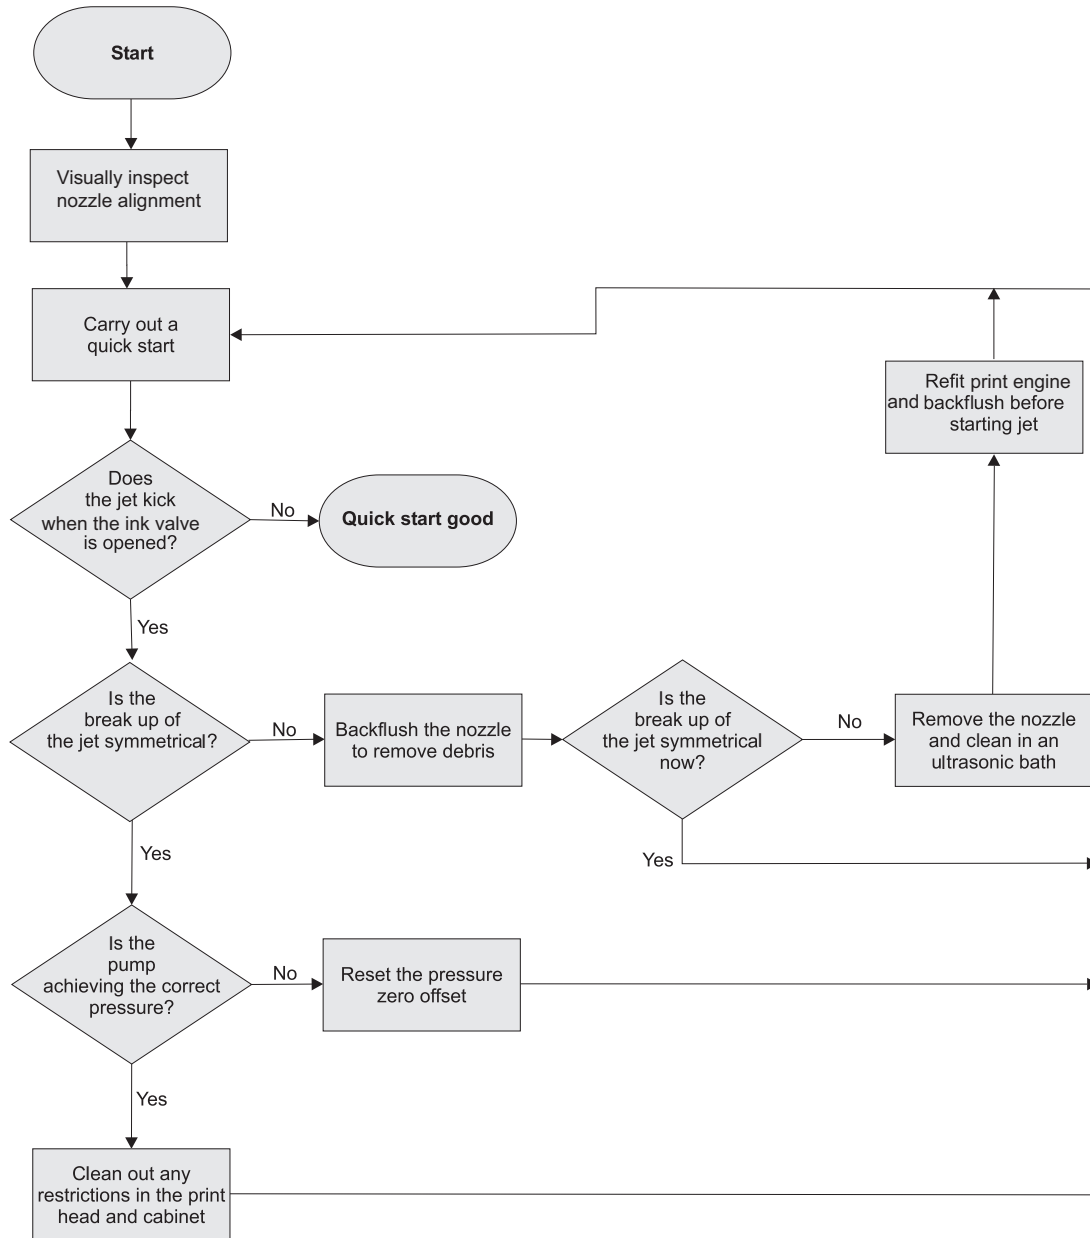 Start
Visually inspect
nozzle alignment
Carry out a
quick start
Refit print engine
and backflush before
starting jet
Does
the jet kick
when the ink valve
is opened?
No
Quick start good
Yes
Is the
break up of
the jet symmetrical?
No
Backflush the nozzle
to remove debris
Is the
break up of
the jet symmetrical
now?
No
Remove the nozzle
and clean in an
ultrasonic bath
Yes
Yes
Is the
pump
achieving the correct
pressure?
No
Reset the pressure
zero offset
Yes
Clean out any
restrictions in the print
head and cabinet